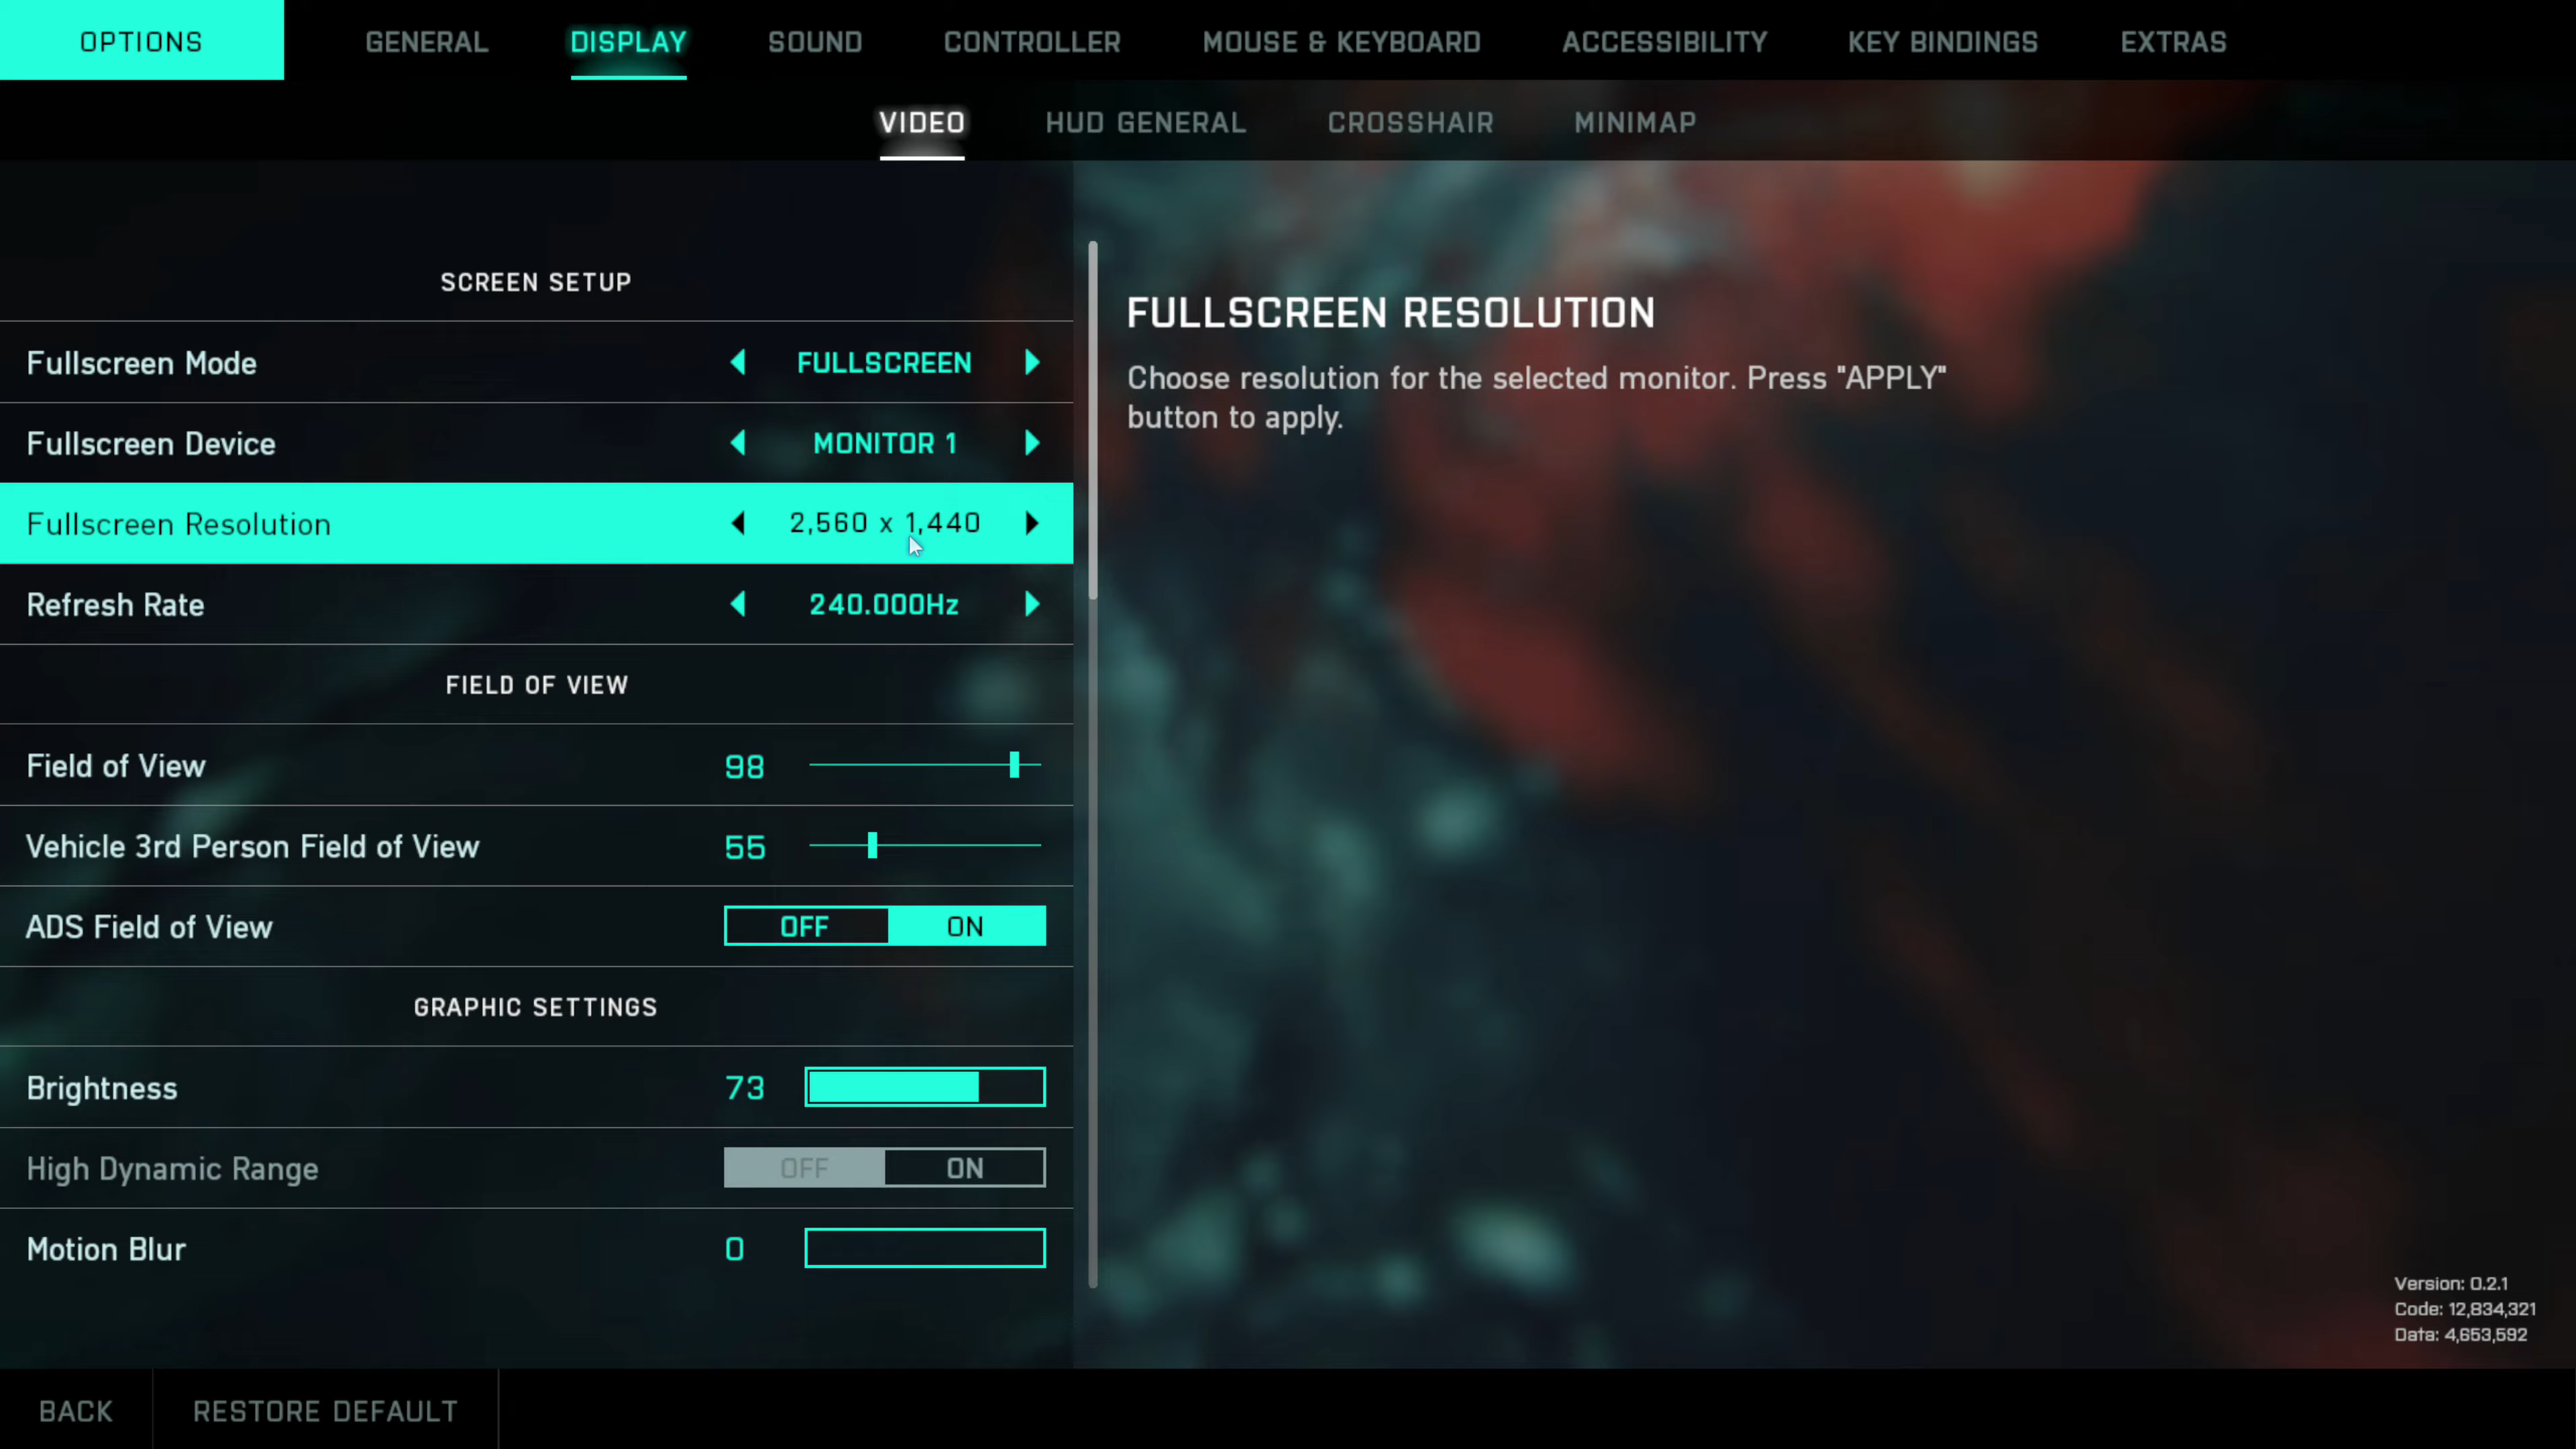 OPTIONS GENERAL DISPLAY SOUND CONTROLLER MOUSE & KEYBOARD ACCESSIBILITY KEY BINDINGS EXTRAS
VIDEO HUD GENERAL CROSSHAIR MINIMAP
SCREEN SETUP
Fullscreen Mode FULLSCREEN
Fullscreen Device MONITOR 1
Fullscreen Resolution 2,560 x 1,440
Refresh Rate 240.000Hz
FIELD OF VIEW
Field of View 98
Vehicle 3rd Person Field of View 55
ADS Field of View OFF ON
GRAPHIC SETTINGS
Brightness 73
High Dynamic Range OFF ON
Motion Blur 0
FULLSCREEN RESOLUTION
Choose resolution for the selected monitor. Press "APPLY"
button to apply.
Version: 0.2.1
Code: 12,834,321
Data: 4,653,592
BACK RESTORE DEFAULT